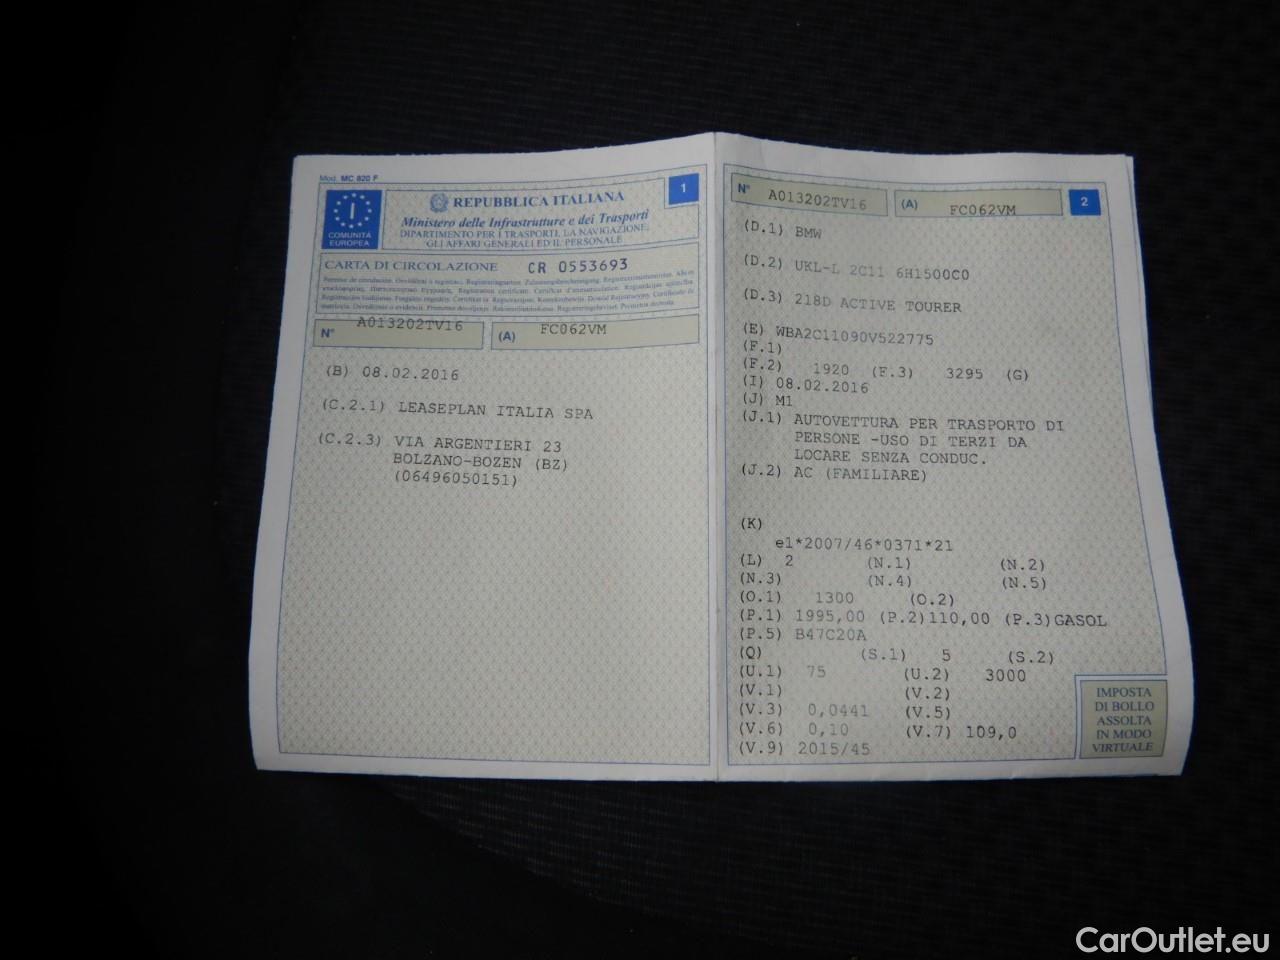 Mod. MC 820 F
COMUNITÀ
EUROPEA
REPUBBLICA ITALIANA
Ministero delle Infrastrutture e dei Trasporti
DIPARTIMENTO PER I TRASPORTI, LA NAVIGAZIONE,
GLI AFFARI GENERALI ED IL PERSONALE
1
CARTA DI CIRCOLAZIONE CR 0553693
N° A013202TV16 (A) FC062VM
(B) 08.02.2016
(C.2.1) LEASEPLAN ITALIA SPA
(C.2.3) VIA ARGENTIERI 23
BOLZANO-BOZEN (BZ)
(06496050151)
N° A013202TV16 (A) FC062VM 2
(D.1) BMW
(D.2) UKL-L 2C11 6H1500C0
(D.3) 218D ACTIVE TOURER
(E) WBA2C11090V522775
(F.1)
(F.2) 1920 (F.3) 3295 (G)
(I) 08.02.2016
(J) M1
(J.1) AUTOVETTURA PER TRASPORTO DI
PERSONE -USO DI TERZI DA
LOCARE SENZA CONDUC.
(J.2) AC (FAMILIARE)
(K)
e1*2007/46*0371*21
(L) 2 (N.1) (N.2)
(N.3) (N.4) (N.5)
(O.1) 1300 (O.2)
(P.1) 1995,00 (P.2)110,00 (P.3)GASOL
(P.5) B47C20A
(Q) (S.1) 5 (S.2)
(U.1) 75 (U.2) 3000
(V.1) (V.2)
(V.3) 0,0441 (V.5)
(V.6) 0,10 (V.7) 109,0
(V.9) 2015/45
IMPOSTA
DI BOLLO
ASSOLTA
IN MODO
VIRTUALE
CarOutlet.eu